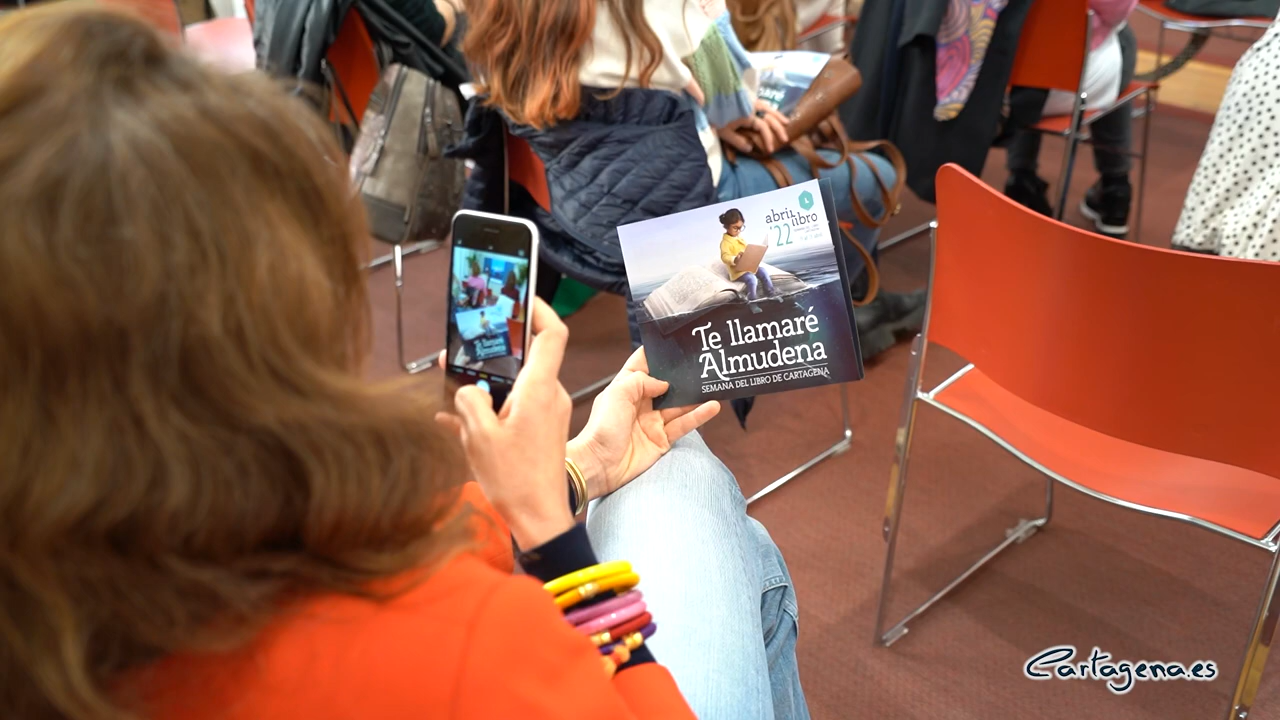 abril
Libro
'22
Te llamaré
Almudena
SEMANA DEL LIBRO DE CARTAGENA
Cartagena.es